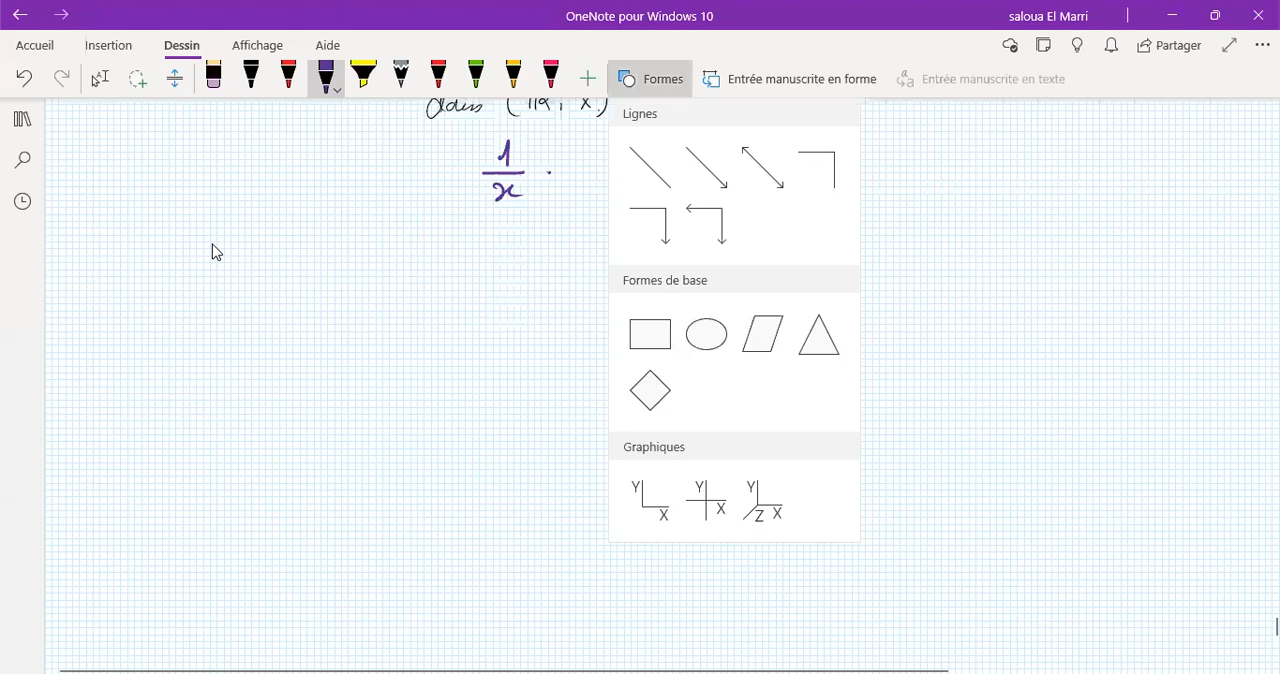 OneNote pour Windows 10
saloua El Marri
Accueil
Insertion
Dessin
Affichage
Aide
Partager
Formes
Entrée manuscrite en forme
Entrée manuscrite en texte
dans (ℝ, ×)
1
x
Lignes
Formes de base
Graphiques
Y
X
Y
X
Y
Z X